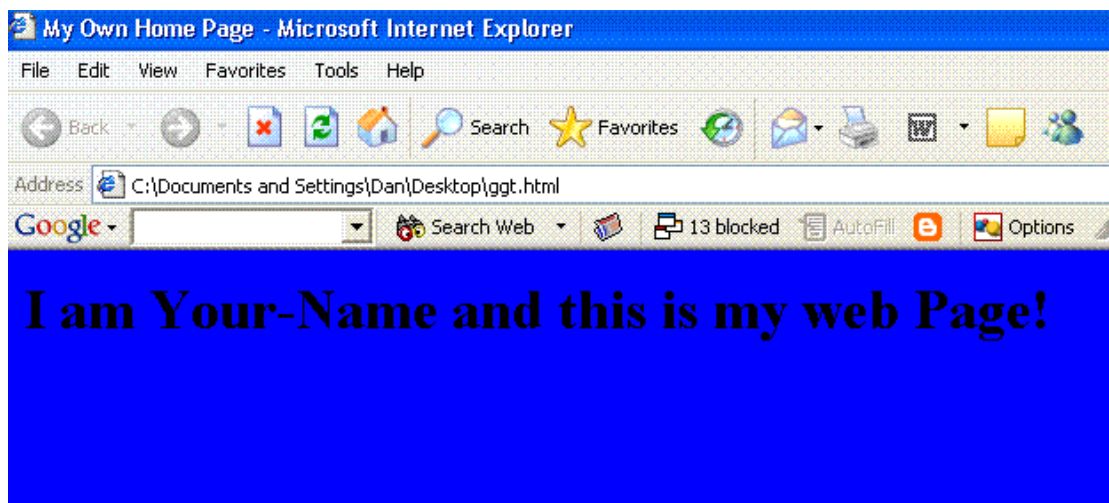 My Own Home Page - Microsoft Internet Explorer
File Edit View Favorites Tools Help
Back Search Favorites W
Address C:\Documents and Settings\Dan\Desktop\ggt.html
Google Search Web 13 blocked AutoFill Options
I am Your-Name and this is my web Page!